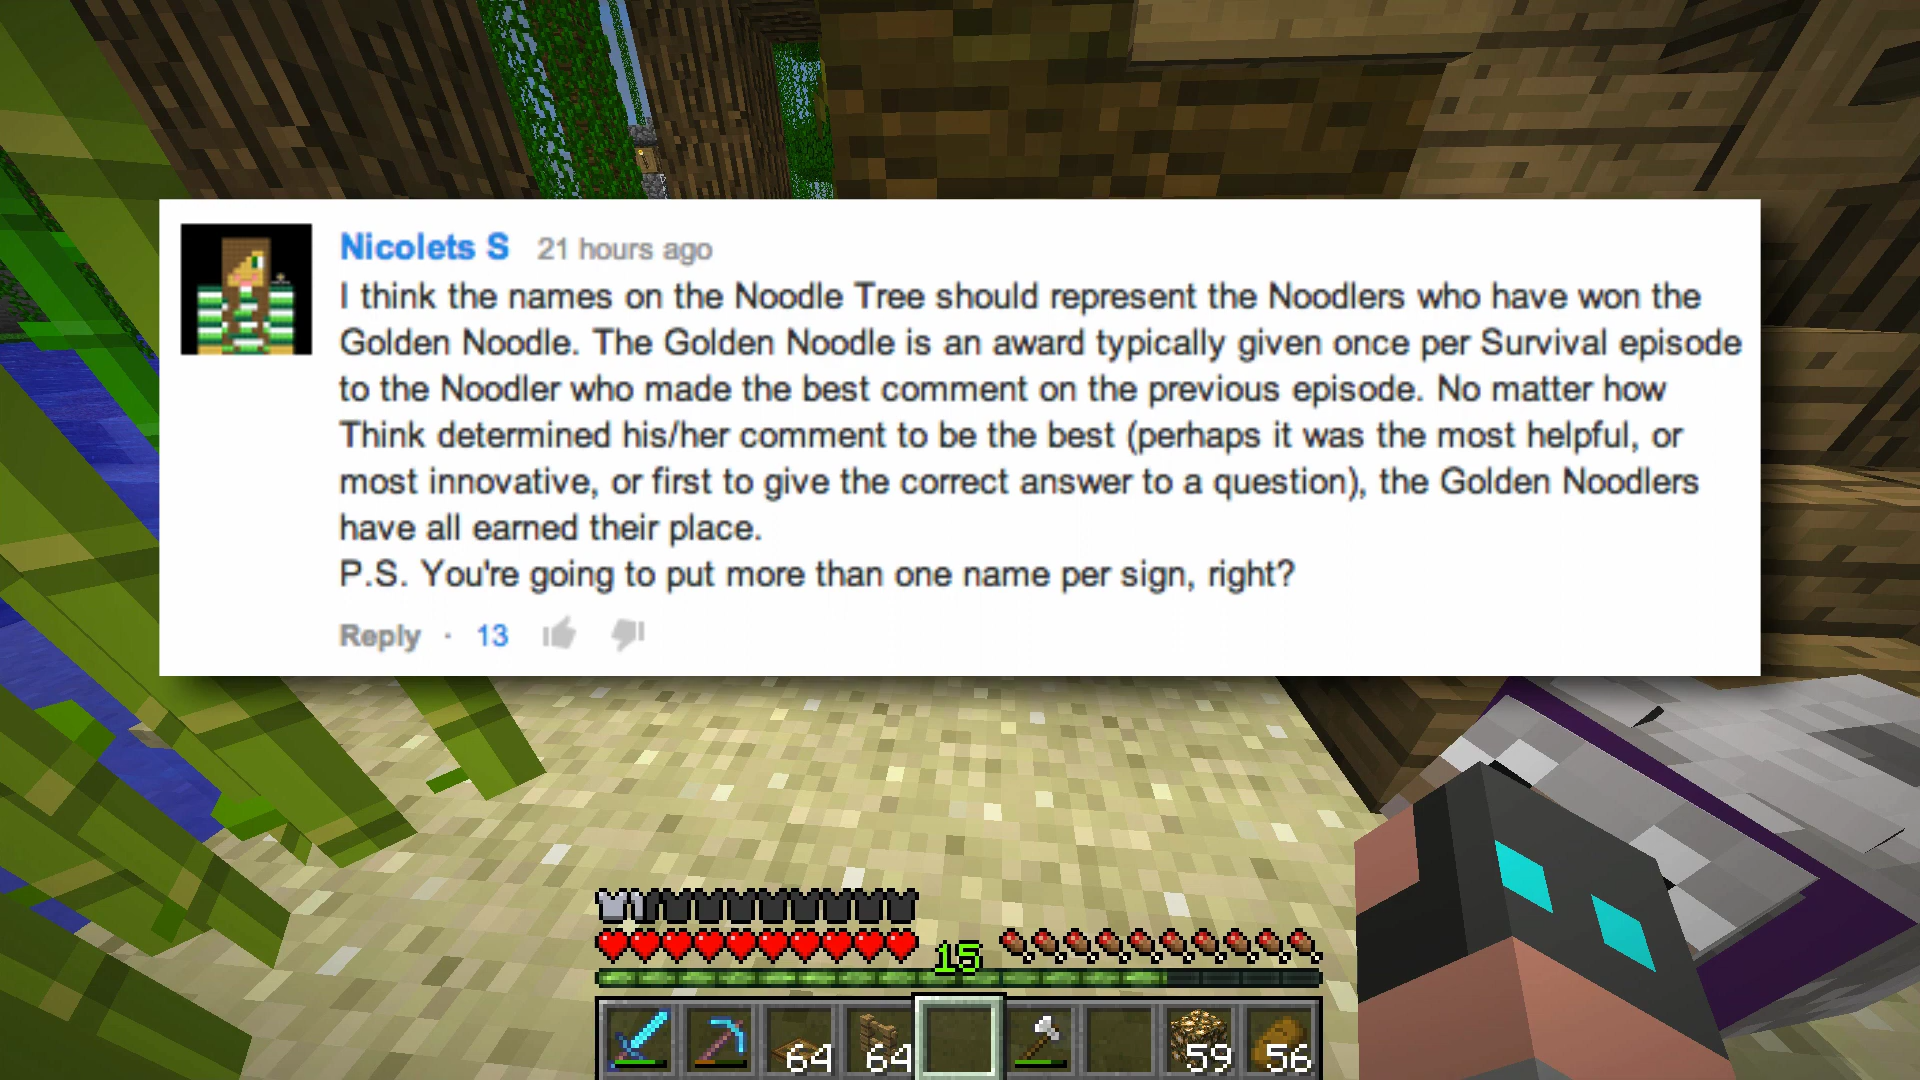 Nicolets S 21 hours ago
I think the names on the Noodle Tree should represent the Noodlers who have won the
Golden Noodle. The Golden Noodle is an award typically given once per Survival episode
to the Noodler who made the best comment on the previous episode. No matter how
Think determined his/her comment to be the best (perhaps it was the most helpful, or
most innovative, or first to give the correct answer to a question), the Golden Noodlers
have all earned their place.
P.S. You're going to put more than one name per sign, right?
Reply · 13
15
64 64 59 56